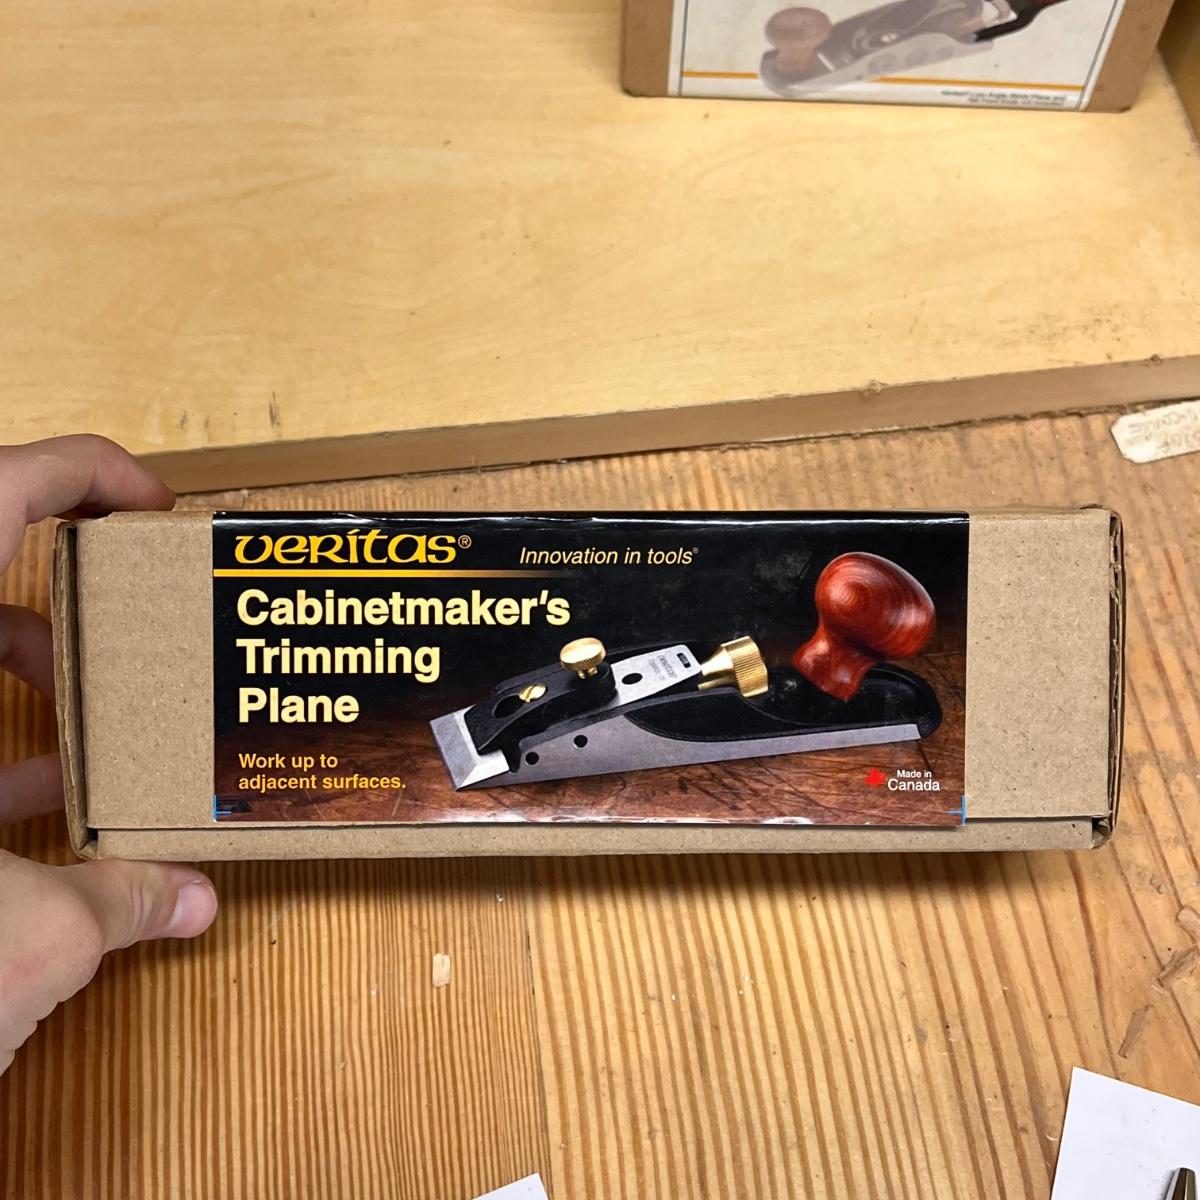 veritas®
Innovation in tools®
Cabinetmaker's
Trimming
Plane
Work up to
adjacent surfaces.
Made in
Canada